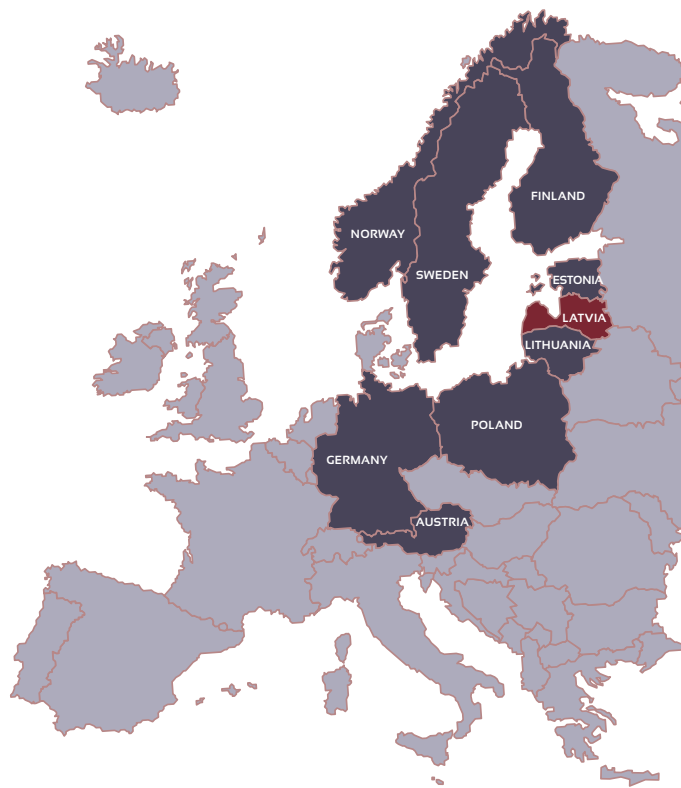 FINLAND
NORWAY
SWEDEN
ESTONIA
LATVIA
LITHUANIA
POLAND
GERMANY
AUSTRIA